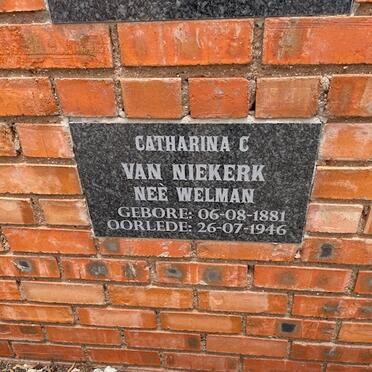 CATHARINA C
VAN NIEKERK
NEE WELMAN
GEBORE: 06-08-1881
OORLEDE: 26-07-1946